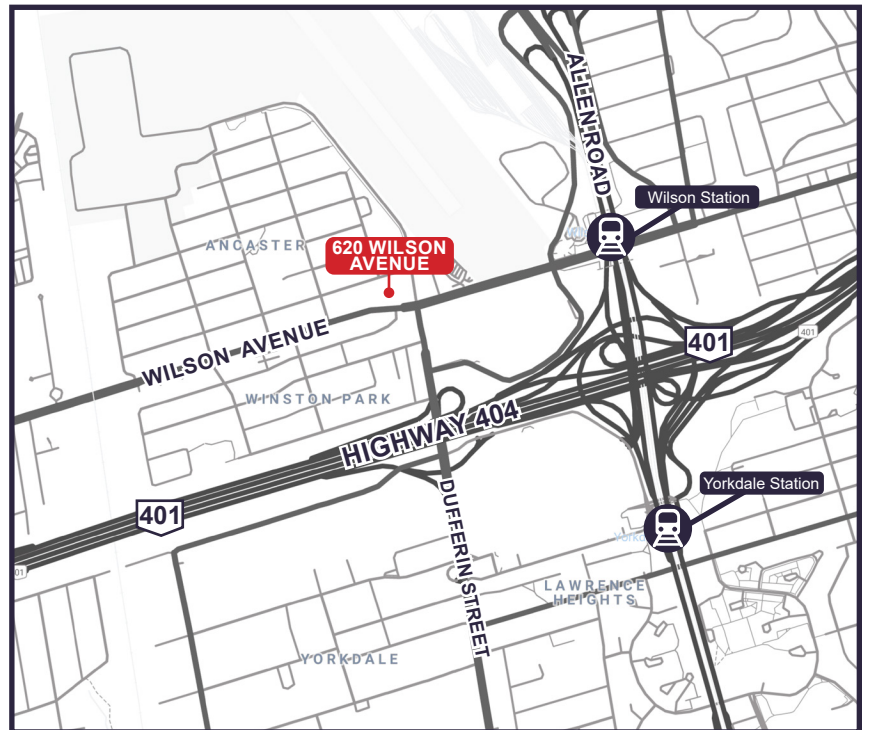 ALLEN ROAD
Wilson Station
ANCASTER
620 WILSON
AVENUE
WILSON AVENUE
401
401
WINSTON PARK
HIGHWAY 404
401
DUFFERIN STREET
Yorkdale Station
LAWRENCE
HEIGHTS
YORKDALE